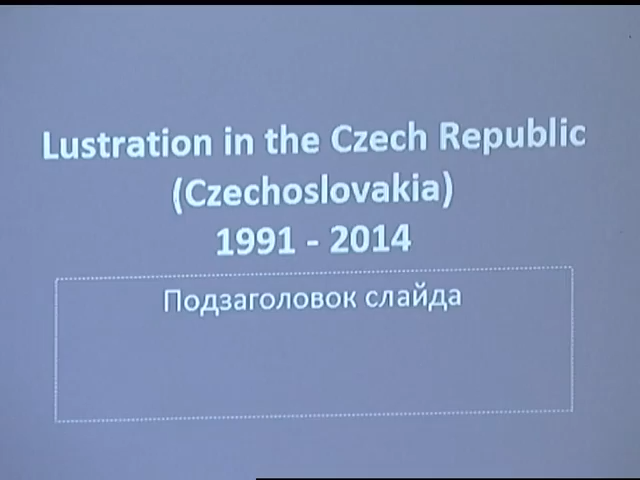 Lustration in the Czech Republic
(Czechoslovakia)
1991 - 2014
Подзаголовок слайда